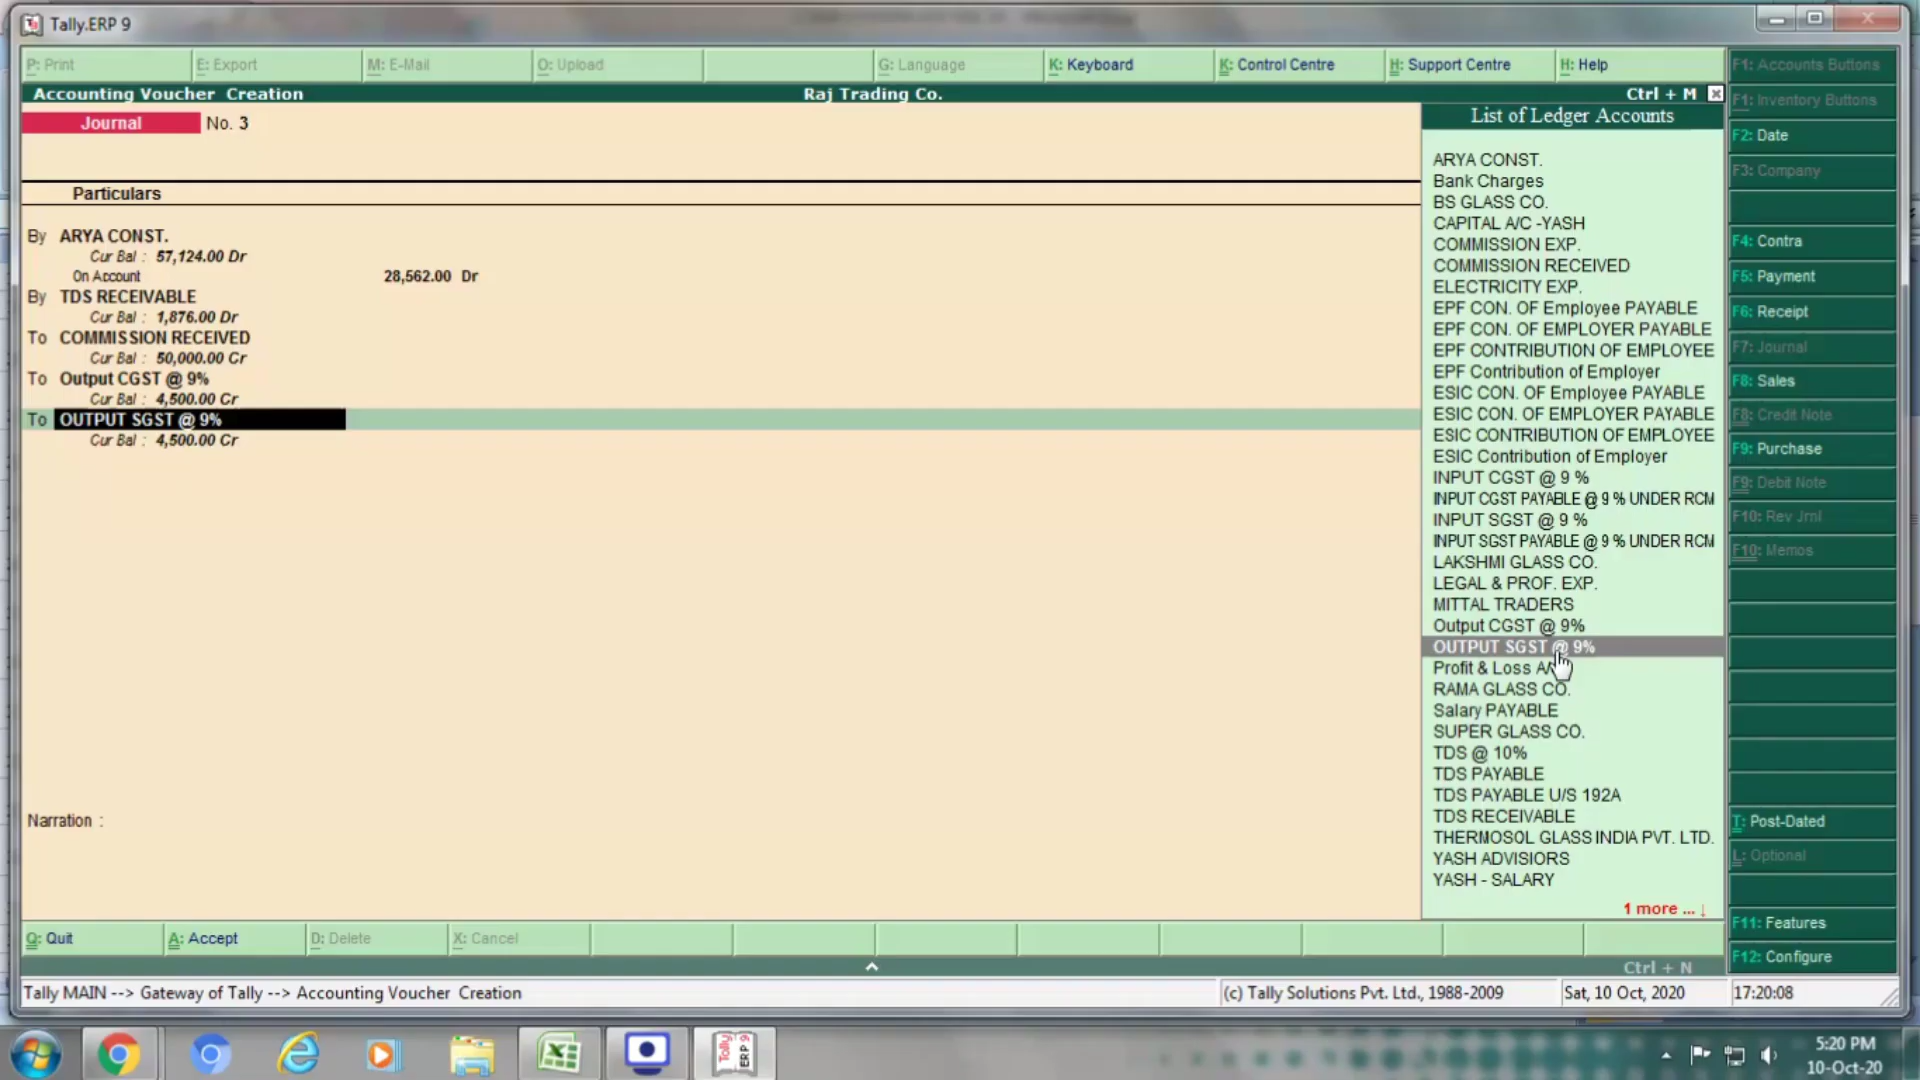 Tally.ERP 9
P: Print E: Export M: E-Mail O: Upload G: Language K: Keyboard K: Control Centre H: Support Centre H: Help
Accounting Voucher Creation Raj Trading Co. Ctrl + M
Journal No. 3
Particulars
By ARYA CONST.
Cur Bal : 57,124.00 Dr
On Account 28,562.00 Dr
By TDS RECEIVABLE
Cur Bal : 1,876.00 Dr
To COMMISSION RECEIVED
Cur Bal : 50,000.00 Cr
To Output CGST @ 9%
Cur Bal : 4,500.00 Cr
To OUTPUT SGST @ 9%
Cur Bal : 4,500.00 Cr
Narration :
List of Ledger Accounts
ARYA CONST.
Bank Charges
BS GLASS CO.
CAPITAL A/C -YASH
COMMISSION EXP.
COMMISSION RECEIVED
ELECTRICITY EXP.
EPF CON. OF Employee PAYABLE
EPF CON. OF EMPLOYER PAYABLE
EPF CONTRIBUTION OF EMPLOYEE
EPF Contribution of Employer
ESIC CON. OF Employee PAYABLE
ESIC CON. OF EMPLOYER PAYABLE
ESIC CONTRIBUTION OF EMPLOYEE
ESIC Contribution of Employer
INPUT CGST @ 9 %
INPUT CGST PAYABLE @ 9 % UNDER RCM
INPUT SGST @ 9 %
INPUT SGST PAYABLE @ 9 % UNDER RCM
LAKSHMI GLASS CO.
LEGAL & PROF. EXP.
MITTAL TRADERS
Output CGST @ 9%
OUTPUT SGST @ 9%
Profit & Loss
RAMA GLASS CO.
Salary PAYABLE
SUPER GLASS CO.
TDS @ 10%
TDS PAYABLE
TDS PAYABLE U/S 192A
TDS RECEIVABLE
THERMOSOL GLASS INDIA PVT. LTD.
YASH ADVISIORS
YASH - SALARY
1 more ... ↓
F1: Accounts Buttons
F1: Inventory Buttons
F2: Date
F3: Company
F4: Contra
F5: Payment
F6: Receipt
F7: Journal
F8: Sales
F8: Credit Note
F9: Purchase
F9: Debit Note
F10: Rev Jrnl
F10: Memos
T: Post-Dated
L: Optional
F11: Features
F12: Configure
Q: Quit A: Accept D: Delete X: Cancel
Ctrl + N
Tally MAIN --> Gateway of Tally --> Accounting Voucher Creation (c) Tally Solutions Pvt. Ltd., 1988-2009 Sat, 10 Oct, 2020 17:20:08
Tally ERP 9
5:20 PM
10-Oct-20